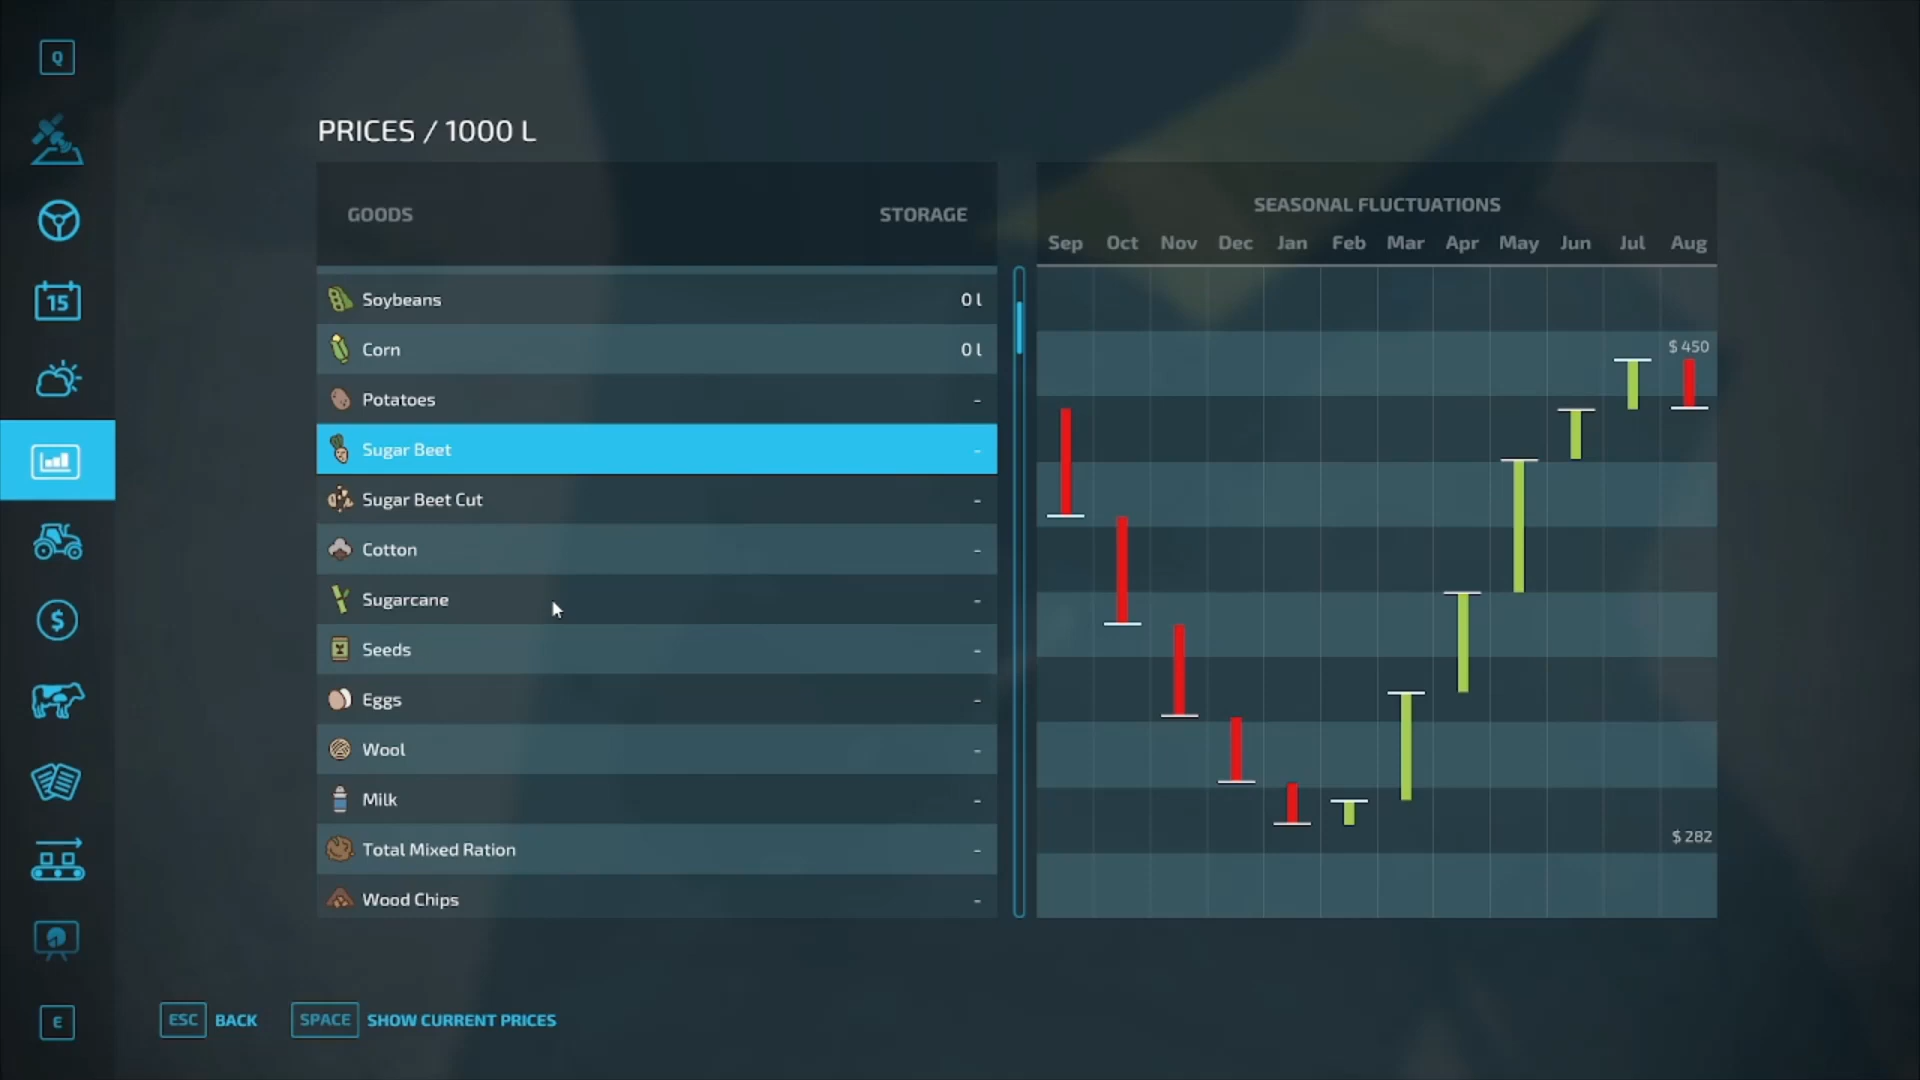 Q
PRICES / 1000 L
GOODS STORAGE
SEASONAL FLUCTUATIONS
Sep Oct Nov Dec Jan Feb Mar Apr May Jun Jul Aug
15
Soybeans 0 l
Corn 0 l
$ 450
Potatoes -
Sugar Beet -
Sugar Beet Cut -
Cotton -
Sugarcane -
$
Seeds -
Eggs -
Wool -
Milk -
$ 282
Total Mixed Ration -
Wood Chips -
E
ESC BACK SPACE SHOW CURRENT PRICES